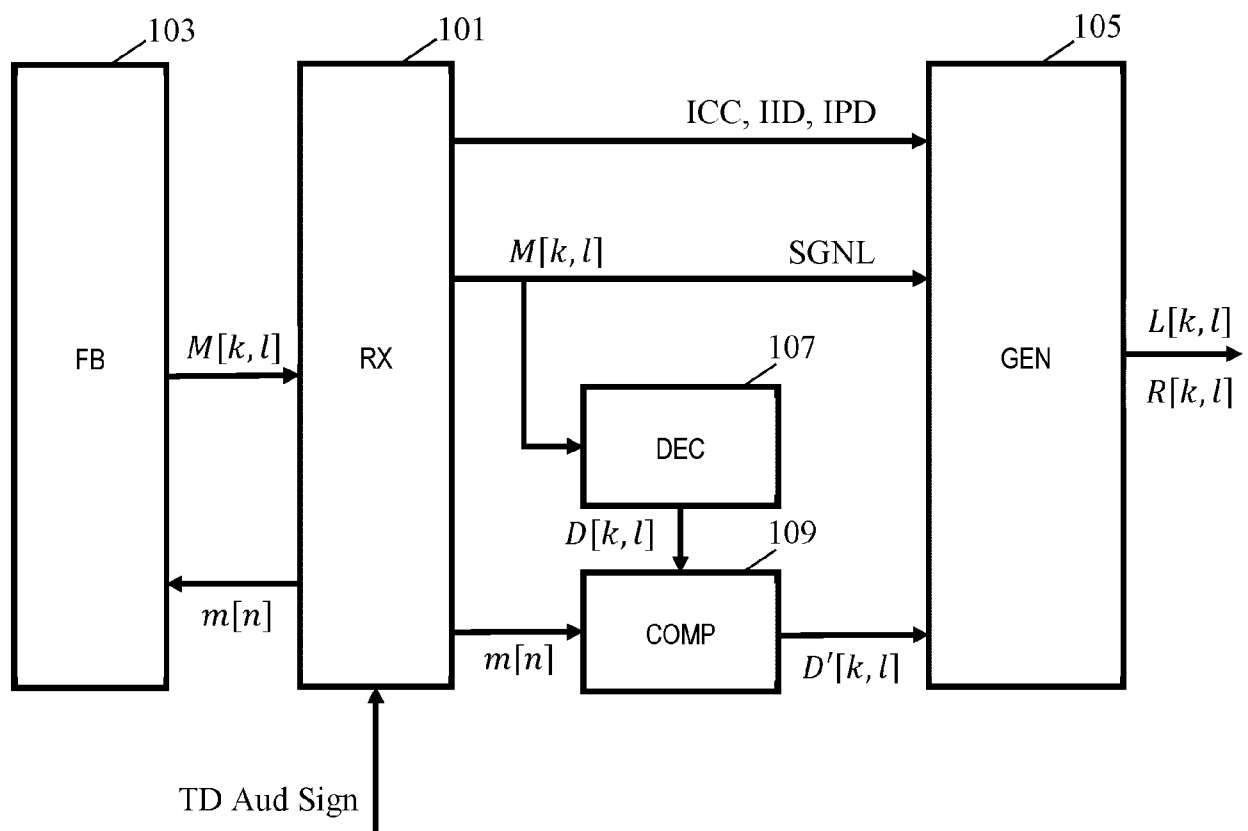 103
101
105
ICC, IID, IPD
M[k, l]
SGNL
FB
M[k, l]
RX
107
GEN
L[k, l]
R[k, l]
DEC
D[k, l]
109
m[n]
m[n]
COMP
D′[k, l]
TD Aud Sign